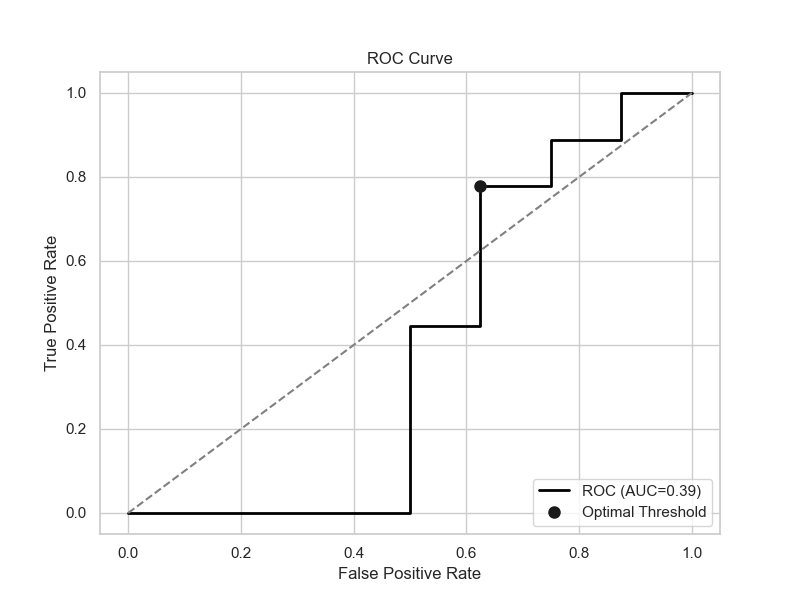 ROC Curve
1.0
0.8
0.6
0.4
0.2
0.0
True Positive Rate
0.0 0.2 0.4 0.6 0.8 1.0
False Positive Rate
ROC (AUC=0.39)
Optimal Threshold